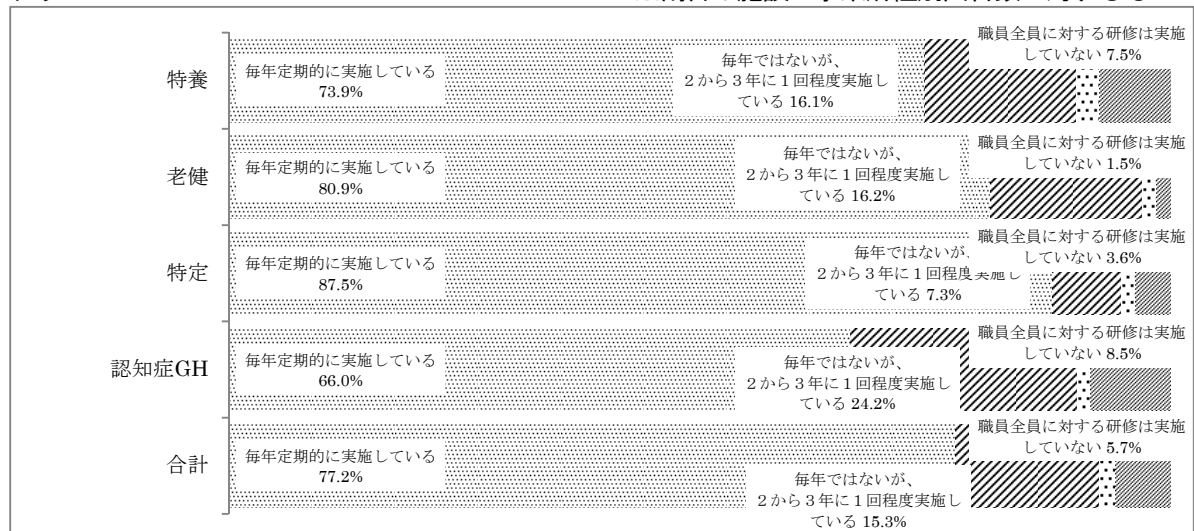 特養
毎年定期的に実施している
73.9%
毎年ではないが、
２から３年に１回程度実施し
ている 16.1%
職員全員に対する研修は実施
していない 7.5%
老健
毎年定期的に実施している
80.9%
毎年ではないが、
２から３年に１回程度実施し
ている 16.2%
職員全員に対する研修は実施
していない 1.5%
特定
毎年定期的に実施している
87.5%
毎年ではないが、
２から３年に１回程度実施し
ている 7.3%
職員全員に対する研修は実施
していない 3.6%
認知症GH
毎年定期的に実施している
66.0%
毎年ではないが、
２から３年に１回程度実施し
ている 24.2%
職員全員に対する研修は実施
していない 8.5%
合計
毎年定期的に実施している
77.2%
毎年ではないが、
２から３年に１回程度実施し
ている 15.3%
職員全員に対する研修は実施
していない 5.7%